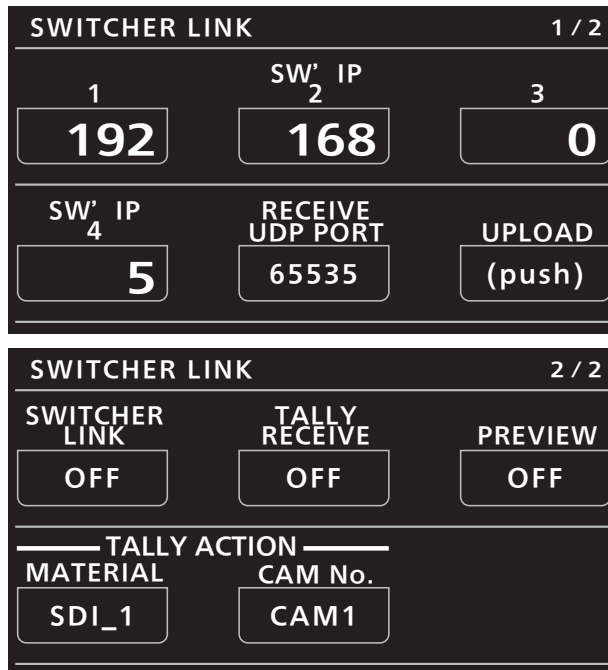 SWITCHER LINK 1/2
SW' IP
1 2 3
192 168 0
SW' IP RECEIVE
4 UDP PORT UPLOAD
5 65535 (push)
SWITCHER LINK 2/2
SWITCHER TALLY
LINK RECEIVE PREVIEW
OFF OFF OFF
TALLY ACTION
MATERIAL CAM No.
SDI_1 CAM1